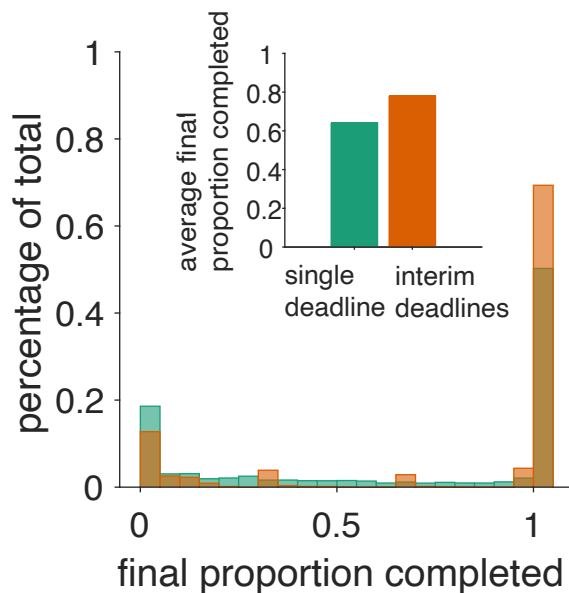 percentage of total
1
0.8
0.6
0.4
0.2
0
0
0.5
1
final proportion completed
average final
proportion completed
1
0.8
0.6
0.4
0.2
0
single
deadline
interim
deadlines